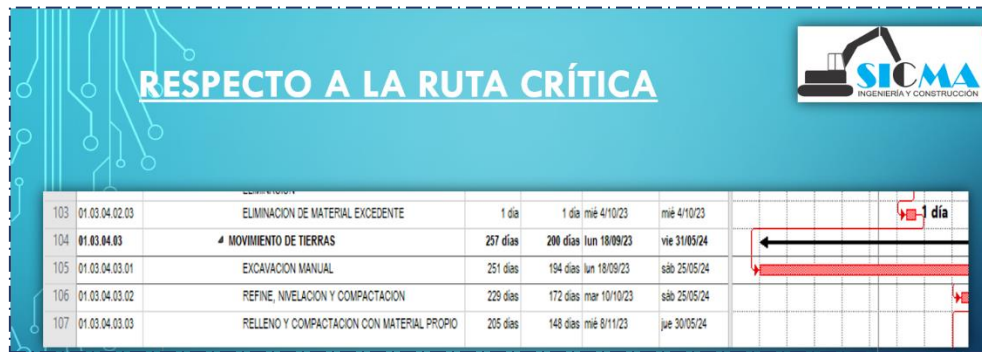 RESPECTO A LA RUTA CRÍTICA
SICMA
INGENIERÍA Y CONSTRUCCIÓN
103 01.03.04.02.03 ELIMINACION DE MATERIAL EXCEDENTE 1 día 1 día mié 4/10/23 mié 4/10/23 1 día
104 01.03.04.03 MOVIMIENTO DE TIERRAS 257 días 200 días lun 18/09/23 vie 31/05/24
105 01.03.04.03.01 EXCAVACION MANUAL 251 días 194 días lun 18/09/23 sáb 25/05/24
106 01.03.04.03.02 REFINE, NIVELACION Y COMPACTACION 229 días 172 días mar 10/10/23 sáb 25/05/24
107 01.03.04.03.03 RELLENO Y COMPACTACION CON MATERIAL PROPIO 205 días 148 días mié 8/11/23 jue 30/05/24